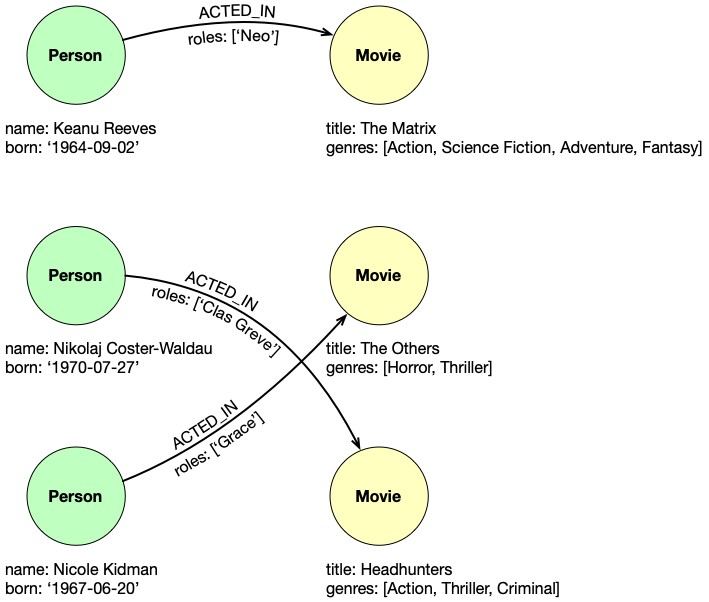 ACTED_IN
roles: [‘Neo’]
Person
Movie
name: Keanu Reeves
born: ‘1964-09-02’
title: The Matrix
genres: [Action, Science Fiction, Adventure, Fantasy]
Person
ACTED_IN
roles: [‘Clas Greve’]
Movie
name: Nikolaj Coster-Waldau
born: ‘1970-07-27’
title: The Others
genres: [Horror, Thriller]
ACTED_IN
roles: [‘Grace’]
Person
Movie
name: Nicole Kidman
born: ‘1967-06-20’
title: Headhunters
genres: [Action, Thriller, Criminal]